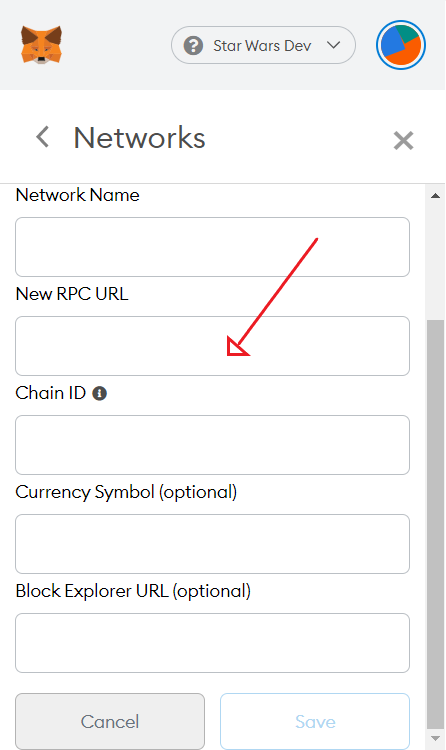 Star Wars Dev
Networks
Network Name
New RPC URL
Chain ID
Currency Symbol (optional)
Block Explorer URL (optional)
Cancel
Save